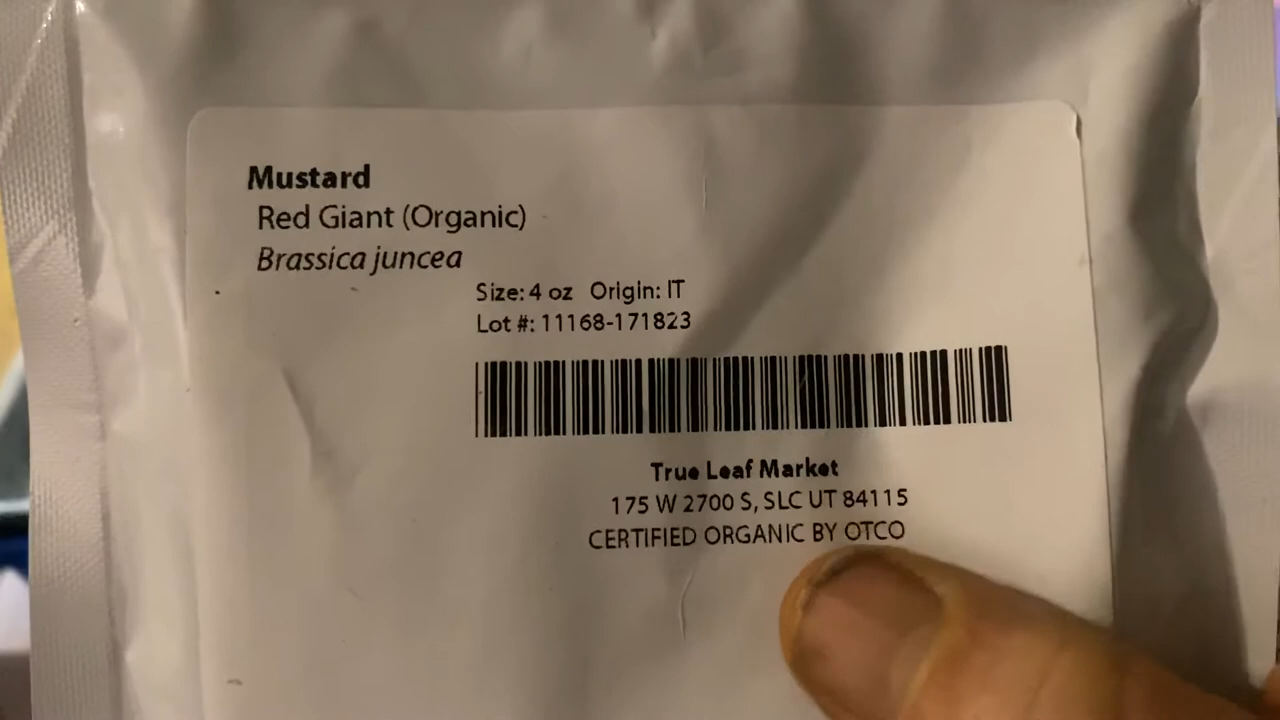 Mustard
Red Giant (Organic)
Brassica juncea
Size: 4 oz Origin: IT
Lot #: 11168-171823
True Leaf Market
175 W 2700 S, SLC UT 84115
CERTIFIED ORGANIC BY OTCO